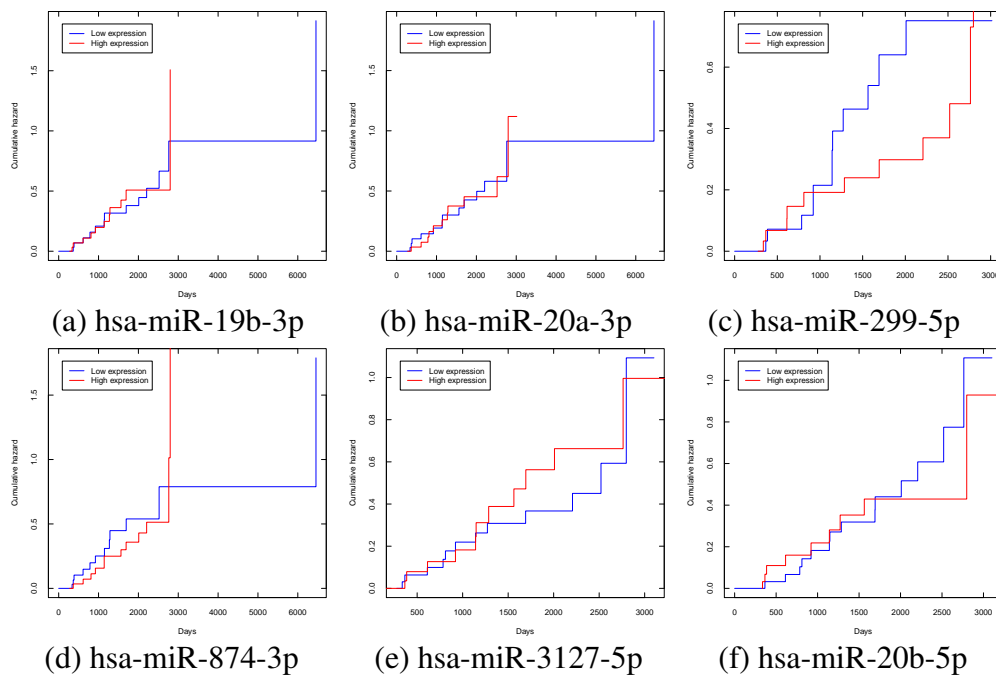 Cumulative hazard
1.5
1.0
0.5
0.0
Low expression
High expression
0 1000 2000 3000 4000 5000 6000
Days
(a) hsa-miR-19b-3p
Cumulative hazard
1.5
1.0
0.5
0.0
Low expression
High expression
0 1000 2000 3000 4000 5000 6000
Days
(b) hsa-miR-20a-3p
Cumulative hazard
0.6
0.4
0.2
0.0
Low expression
High expression
0 500 1000 1500 2000 2500 3000
Days
(c) hsa-miR-299-5p
Cumulative hazard
1.5
1.0
0.5
0.0
Low expression
High expression
0 1000 2000 3000 4000 5000 6000
Days
(d) hsa-miR-874-3p
Cumulative hazard
1.0
0.8
0.6
0.4
0.2
0.0
Low expression
High expression
500 1000 1500 2000 2500 3000
Days
(e) hsa-miR-3127-5p
Cumulative hazard
1.0
0.8
0.6
0.4
0.2
0.0
Low expression
High expression
0 500 1000 1500 2000 2500 3000
Days
(f) hsa-miR-20b-5p